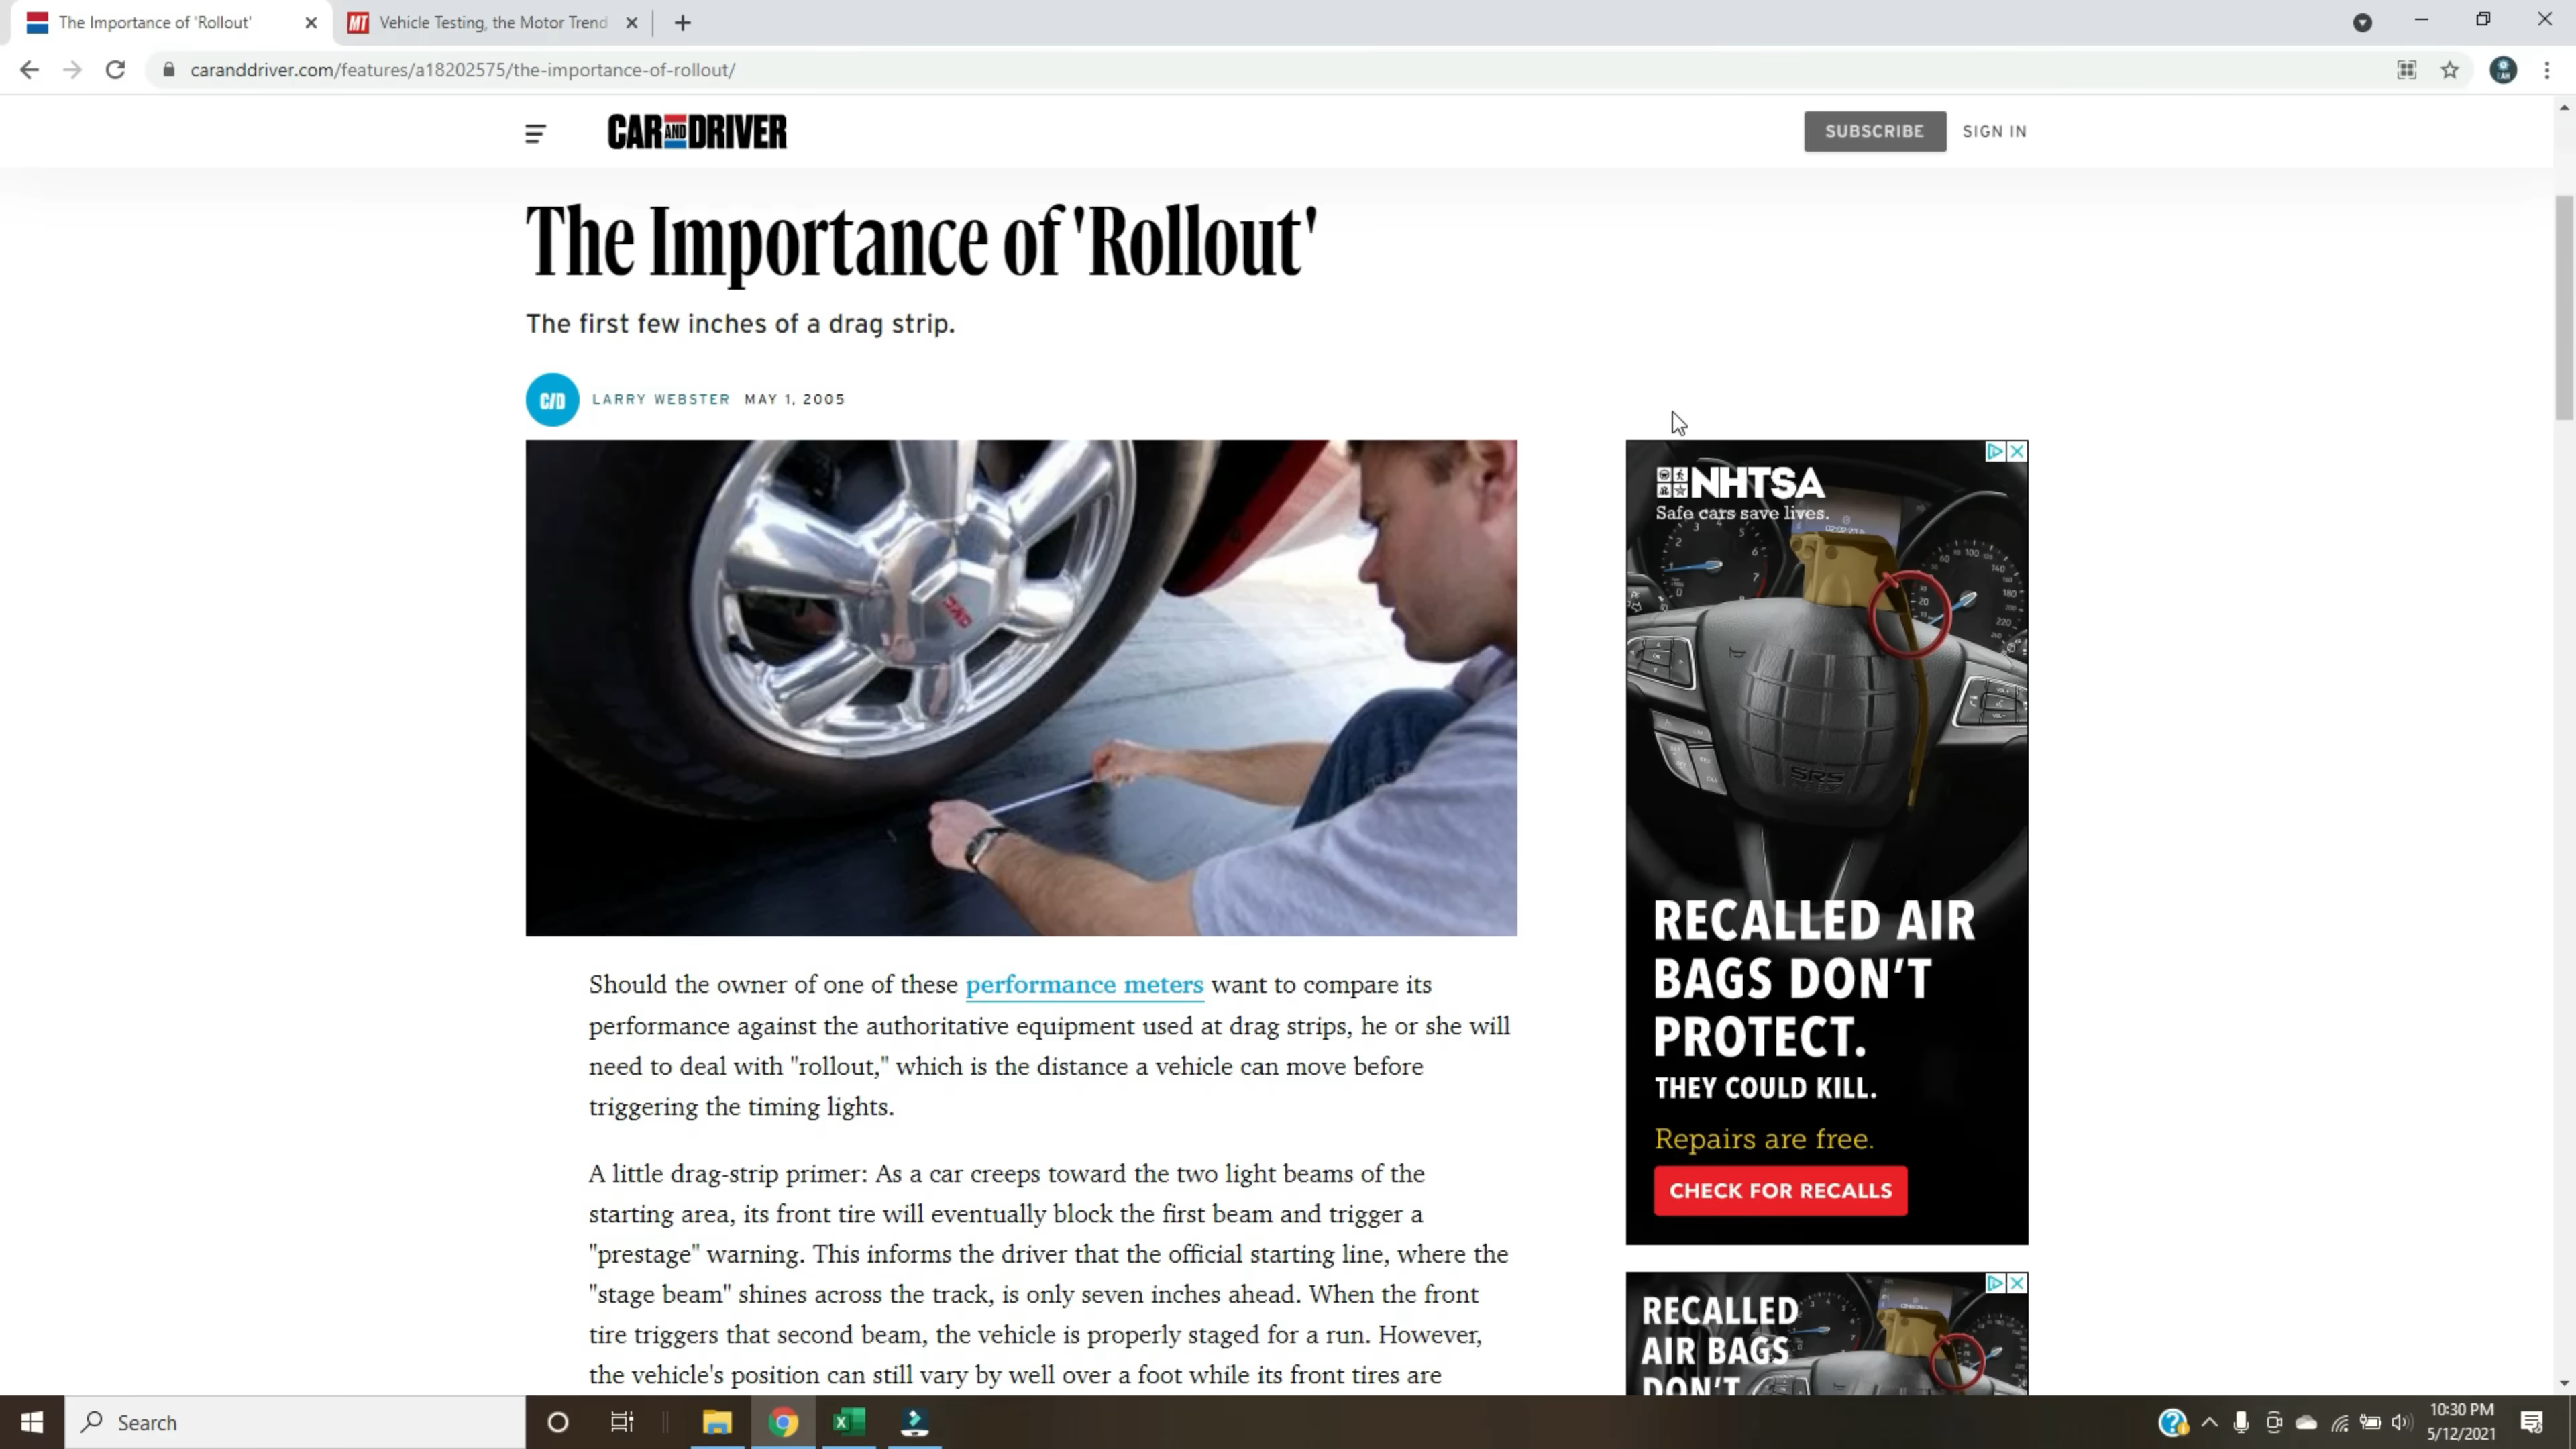 The Importance of 'Rollout'
Vehicle Testing, the Motor Trend
caranddriver.com/features/a18202575/the-importance-of-rollout/
CAR AND DRIVER
SUBSCRIBE
SIGN IN
The Importance of 'Rollout'
The first few inches of a drag strip.
C/D
LARRY WEBSTER MAY 1, 2005
Should the owner of one of these performance meters want to compare its
performance against the authoritative equipment used at drag strips, he or she will
need to deal with "rollout," which is the distance a vehicle can move before
triggering the timing lights.
A little drag-strip primer: As a car creeps toward the two light beams of the
starting area, its front tire will eventually block the first beam and trigger a
"prestage" warning. This informs the driver that the official starting line, where the
"stage beam" shines across the track, is only seven inches ahead. When the front
tire triggers that second beam, the vehicle is properly staged for a run. However,
the vehicle's position can still vary by well over a foot while its front tires are
NHTSA
Safe cars save lives.
SRS
RECALLED AIR
BAGS DON'T
PROTECT.
THEY COULD KILL.
Repairs are free.
CHECK FOR RECALLS
RECALLED
AIR BAGS
DON'T
Search
10:30 PM
5/12/2021